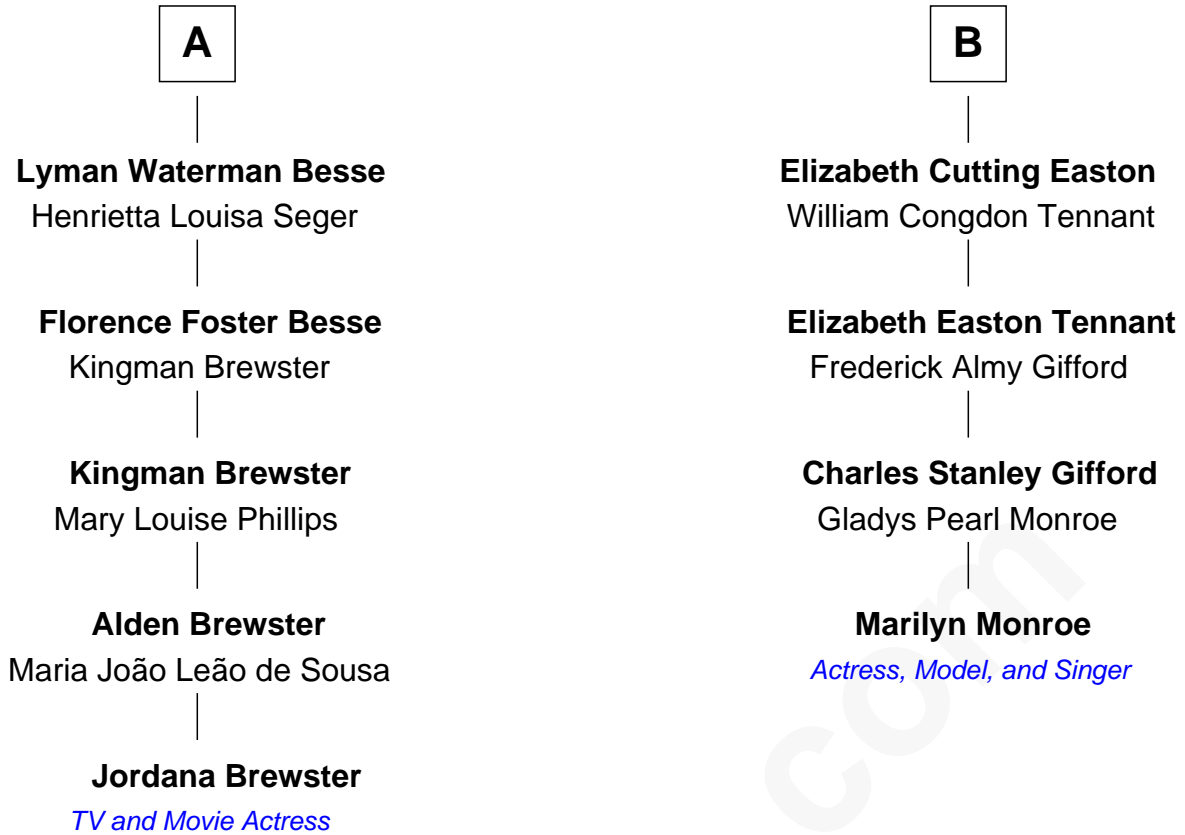 A
Lyman Waterman Besse
Henrietta Louisa Seger
Florence Foster Besse
Kingman Brewster
Kingman Brewster
Mary Louise Phillips
Alden Brewster
Maria João Leão de Sousa
Jordana Brewster
TV and Movie Actress
B
Elizabeth Cutting Easton
William Congdon Tennant
Elizabeth Easton Tennant
Frederick Almy Gifford
Charles Stanley Gifford
Gladys Pearl Monroe
Marilyn Monroe
Actress, Model, and Singer
com